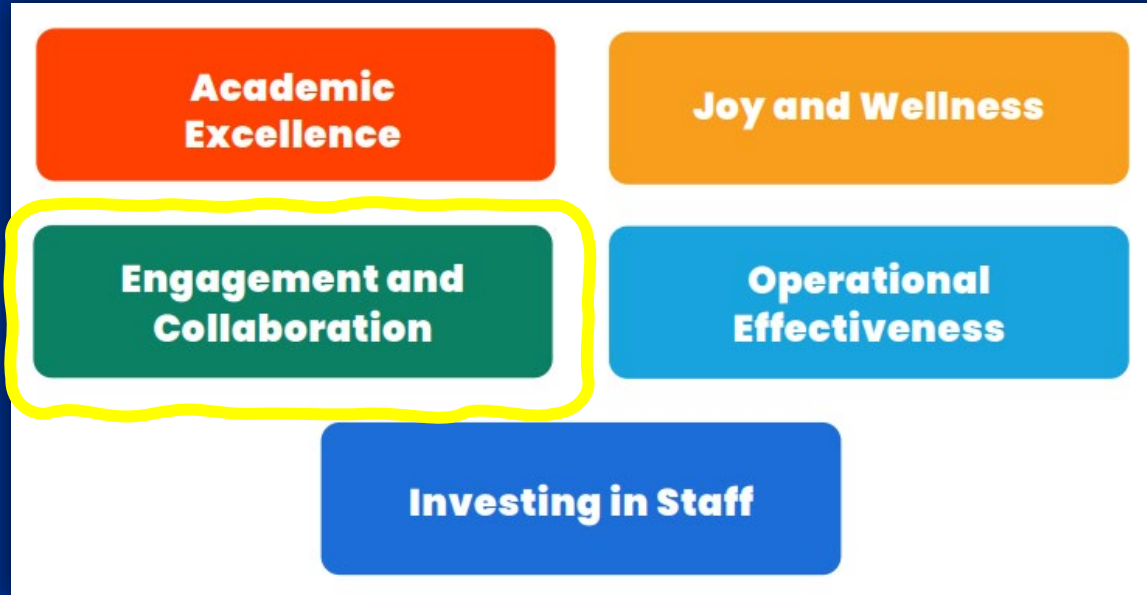 Academic
Excellence
Joy and Wellness
Engagement and
Collaboration
Operational
Effectiveness
Investing in Staff